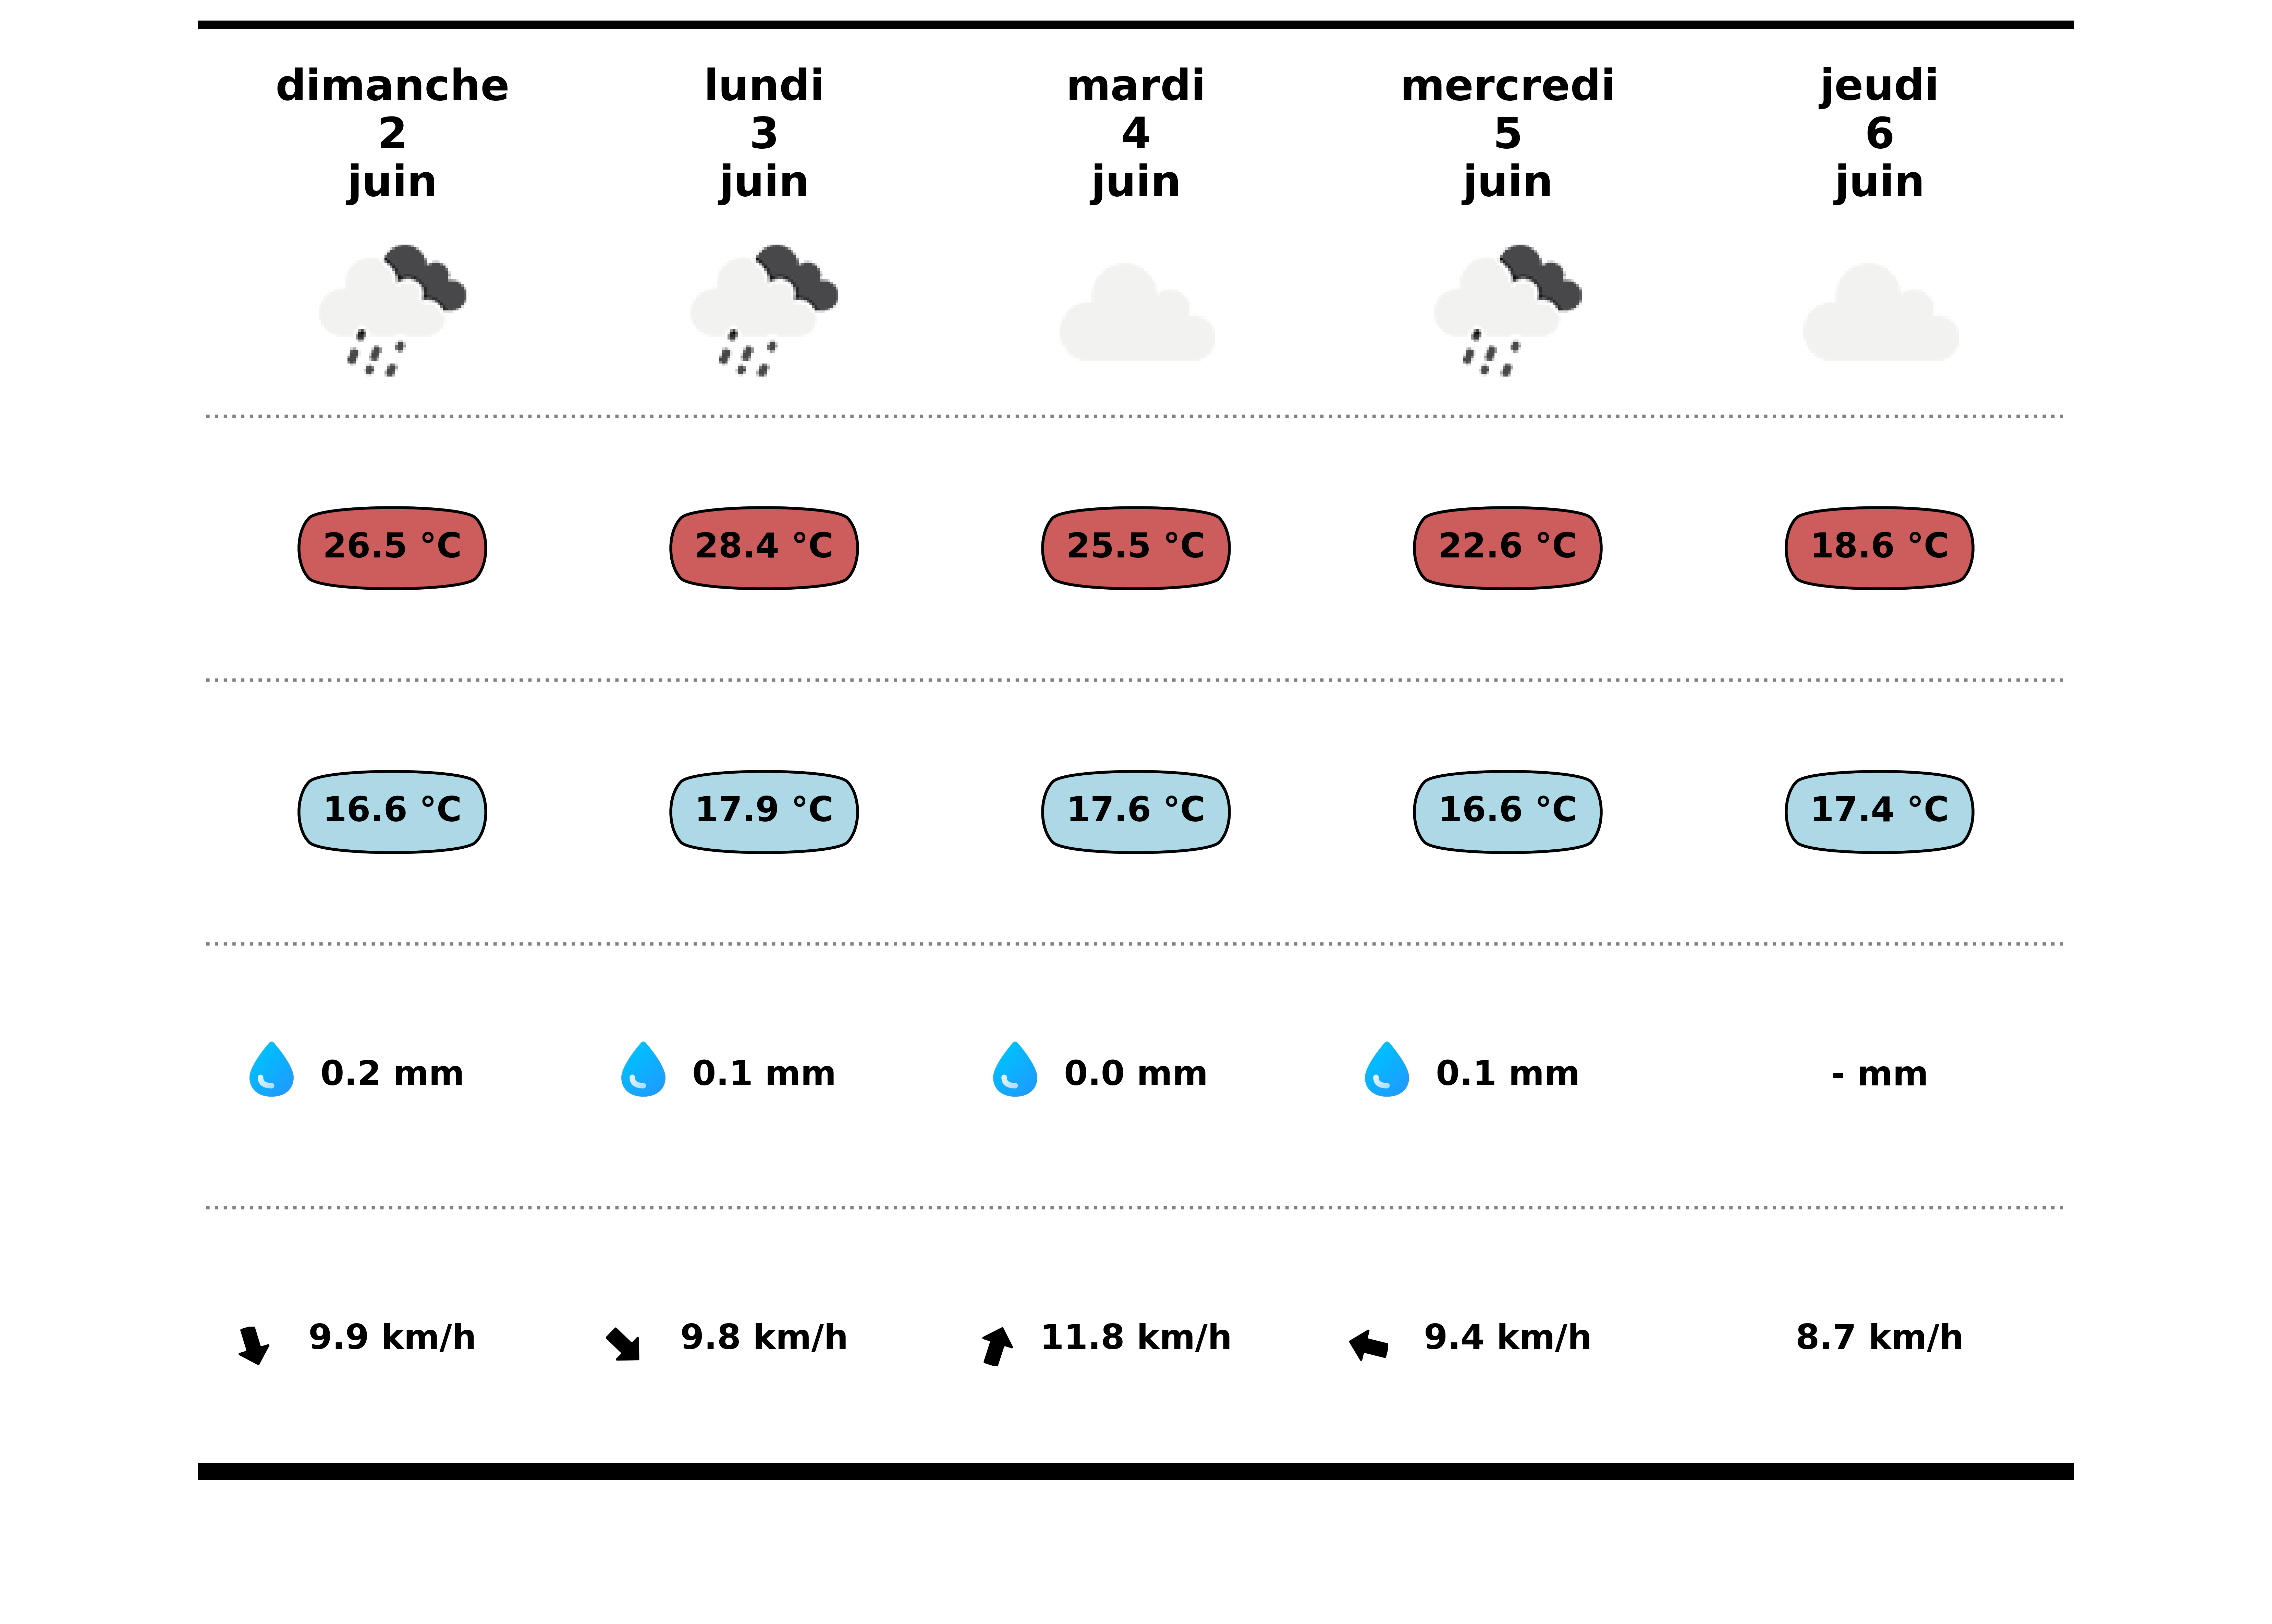 dimanche
2
juin
lundi
3
juin
mardi
4
juin
mercredi
5
juin
jeudi
6
juin
26.5 °C
28.4 °C
25.5 °C
22.6 °C
18.6 °C
16.6 °C
17.9 °C
17.6 °C
16.6 °C
17.4 °C
0.2 mm
0.1 mm
0.0 mm
0.1 mm
- mm
9.9 km/h
9.8 km/h
11.8 km/h
9.4 km/h
8.7 km/h